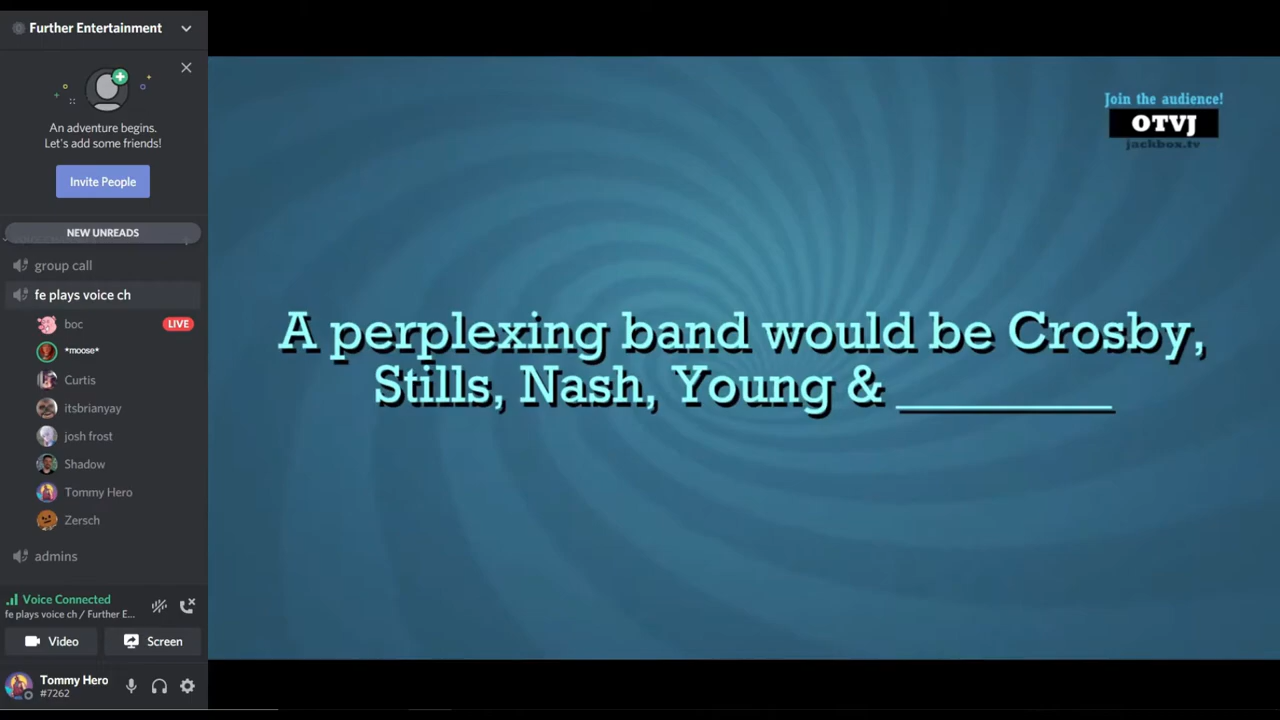 Further Entertainment
An adventure begins.
Let's add some friends!
Invite People
NEW UNREADS
group call
fe plays voice ch
boc
LIVE
*moose*
Curtis
itsbrianyay
josh frost
Shadow
Tommy Hero
Zersch
admins
Voice Connected
fe plays voice ch / Further E...
Video
Screen
Tommy Hero
#7262
Join the audience!
OTVJ
jackbox.tv
A perplexing band would be Crosby,
Stills, Nash, Young & ________